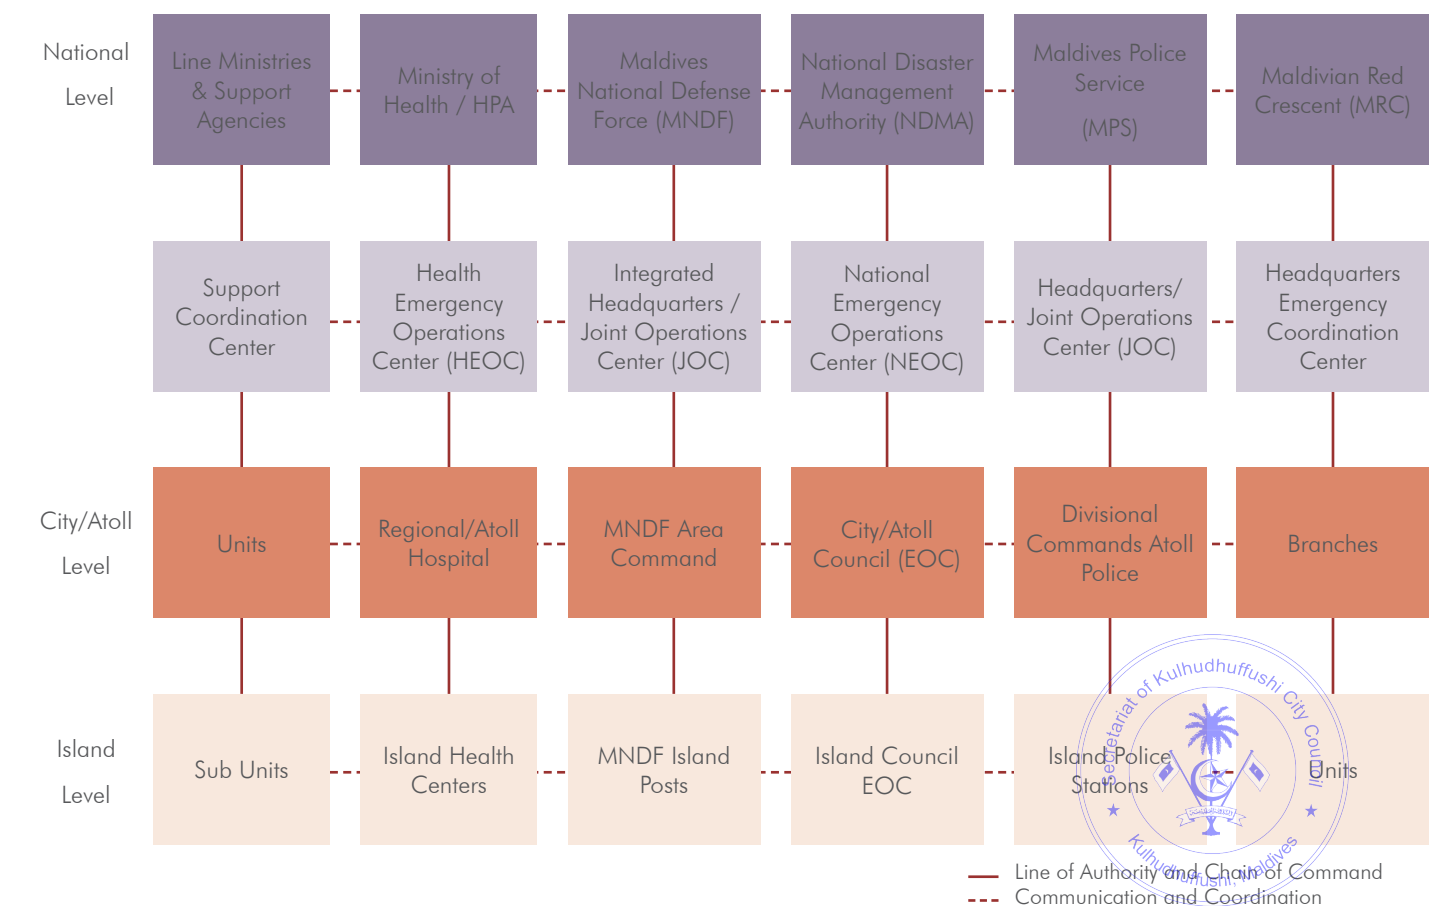 National
Level
Line Ministries
& Support
Agencies
Ministry of
Health / HPA
Maldives
National Defense
Force (MNDF)
National Disaster
Management
Authority (NDMA)
Maldives Police
Service
(MPS)
Maldivian Red
Crescent (MRC)
Support
Coordination
Center
Health
Emergency
Operations
Center (HEOC)
Integrated
Headquarters /
Joint Operations
Center (JOC)
National
Emergency
Operations
Center (NEOC)
Headquarters/
Joint Operations
Center (JOC)
Headquarters
Emergency
Coordination
Center
City/Atoll
Level
Units
Regional/Atoll
Hospital
MNDF Area
Command
City/Atoll
Council (EOC)
Divisional
Commands Atoll
Police
Branches
Island
Level
Sub Units
Island Health
Centers
MNDF Island
Posts
Island Council
EOC
Island Police
Stations
Units
Secretariat of Kulhudhuffushi City Council
Kulhudhuffushi, Maldives
Line of Authority and Chain of Command
Communication and Coordination